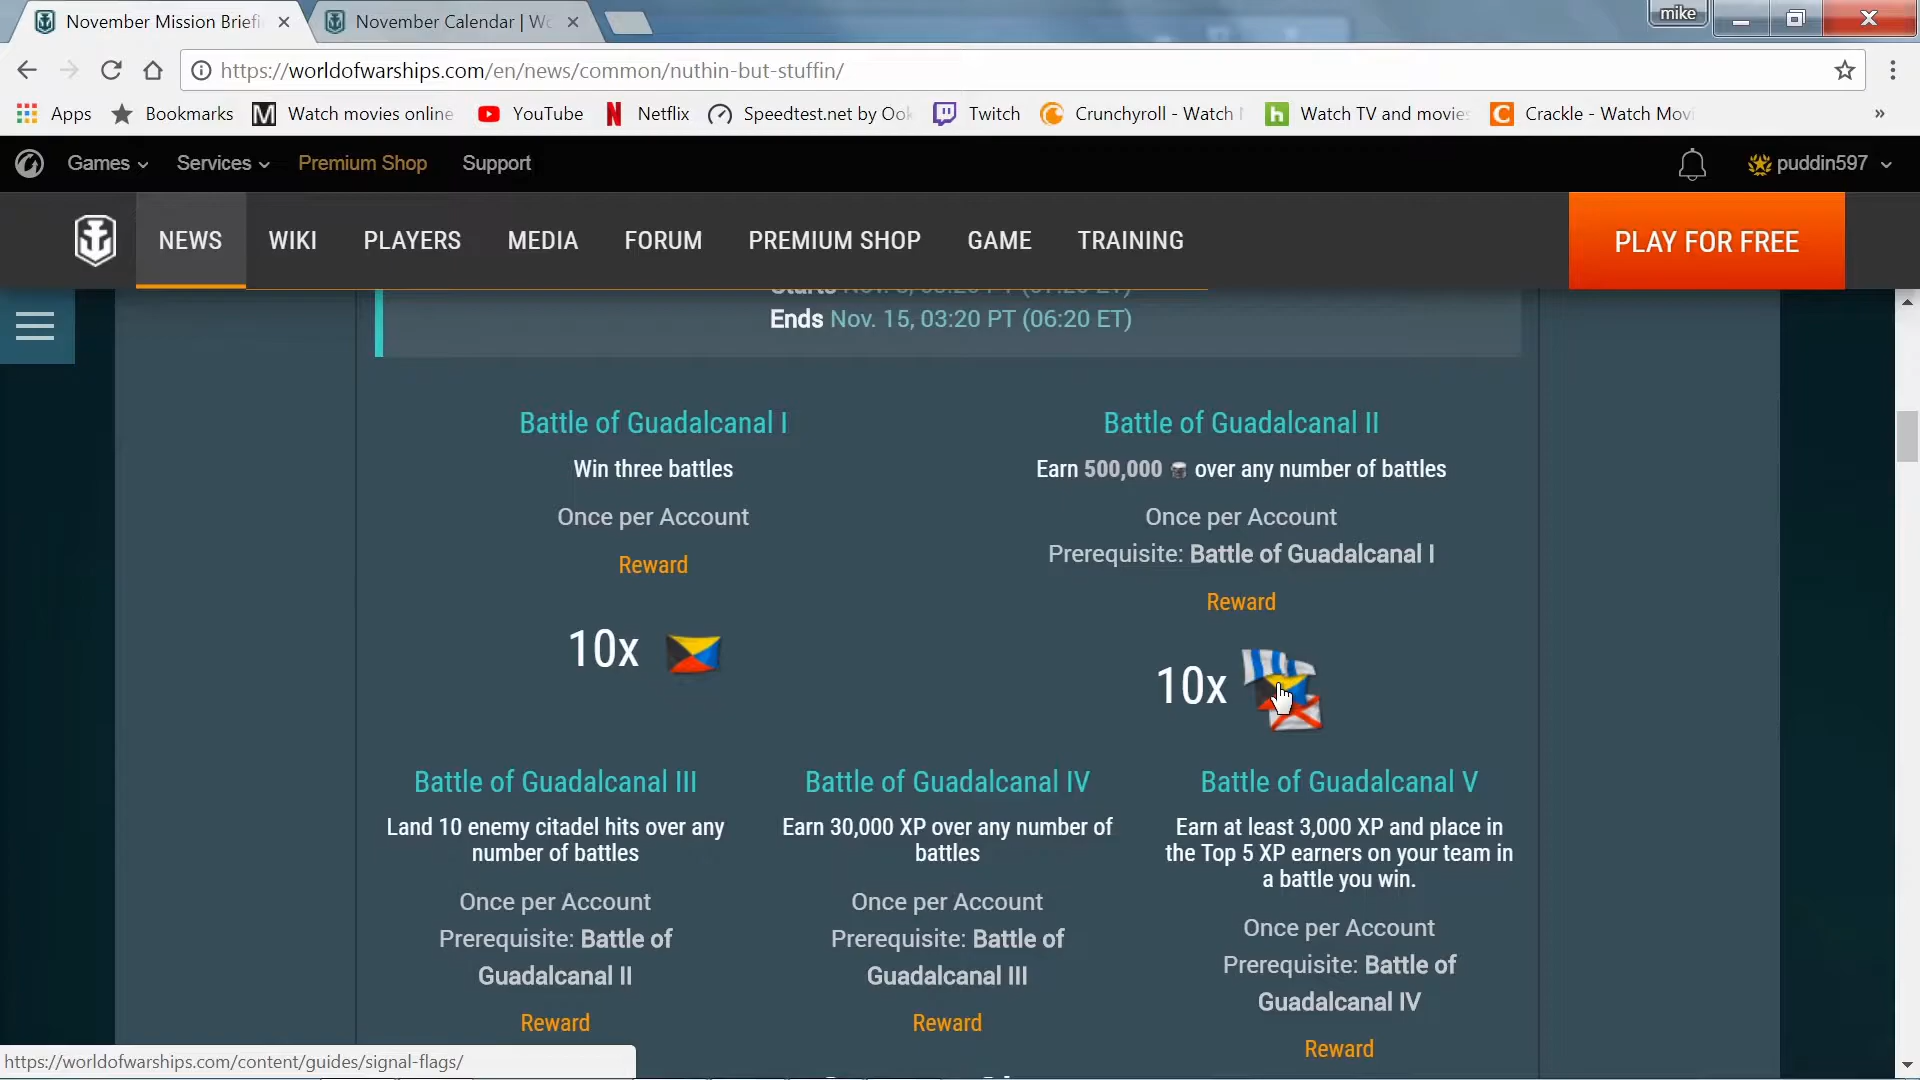 November Mission Briefi
November Calendar | Wo
mike
https://worldofwarships.com/en/news/common/nuthin-but-stuffin/
Apps Bookmarks Watch movies online YouTube Netflix Speedtest.net by Ook Twitch Crunchyroll - Watch Watch TV and movies Crackle - Watch Movi »
Games Services Premium Shop Support puddin597
NEWS WIKI PLAYERS MEDIA FORUM PREMIUM SHOP GAME TRAINING PLAY FOR FREE
Ends Nov. 15, 03:20 PT (06:20 ET)
Battle of Guadalcanal I
Win three battles
Once per Account
Reward
10x
Battle of Guadalcanal II
Earn 500,000 over any number of battles
Once per Account
Prerequisite: Battle of Guadalcanal I
Reward
10x
Battle of Guadalcanal III
Land 10 enemy citadel hits over any
number of battles
Once per Account
Prerequisite: Battle of
Guadalcanal II
Reward
Battle of Guadalcanal IV
Earn 30,000 XP over any number of
battles
Once per Account
Prerequisite: Battle of
Guadalcanal III
Reward
Battle of Guadalcanal V
Earn at least 3,000 XP and place in
the Top 5 XP earners on your team in
a battle you win.
Once per Account
Prerequisite: Battle of
Guadalcanal IV
Reward
https://worldofwarships.com/content/guides/signal-flags/